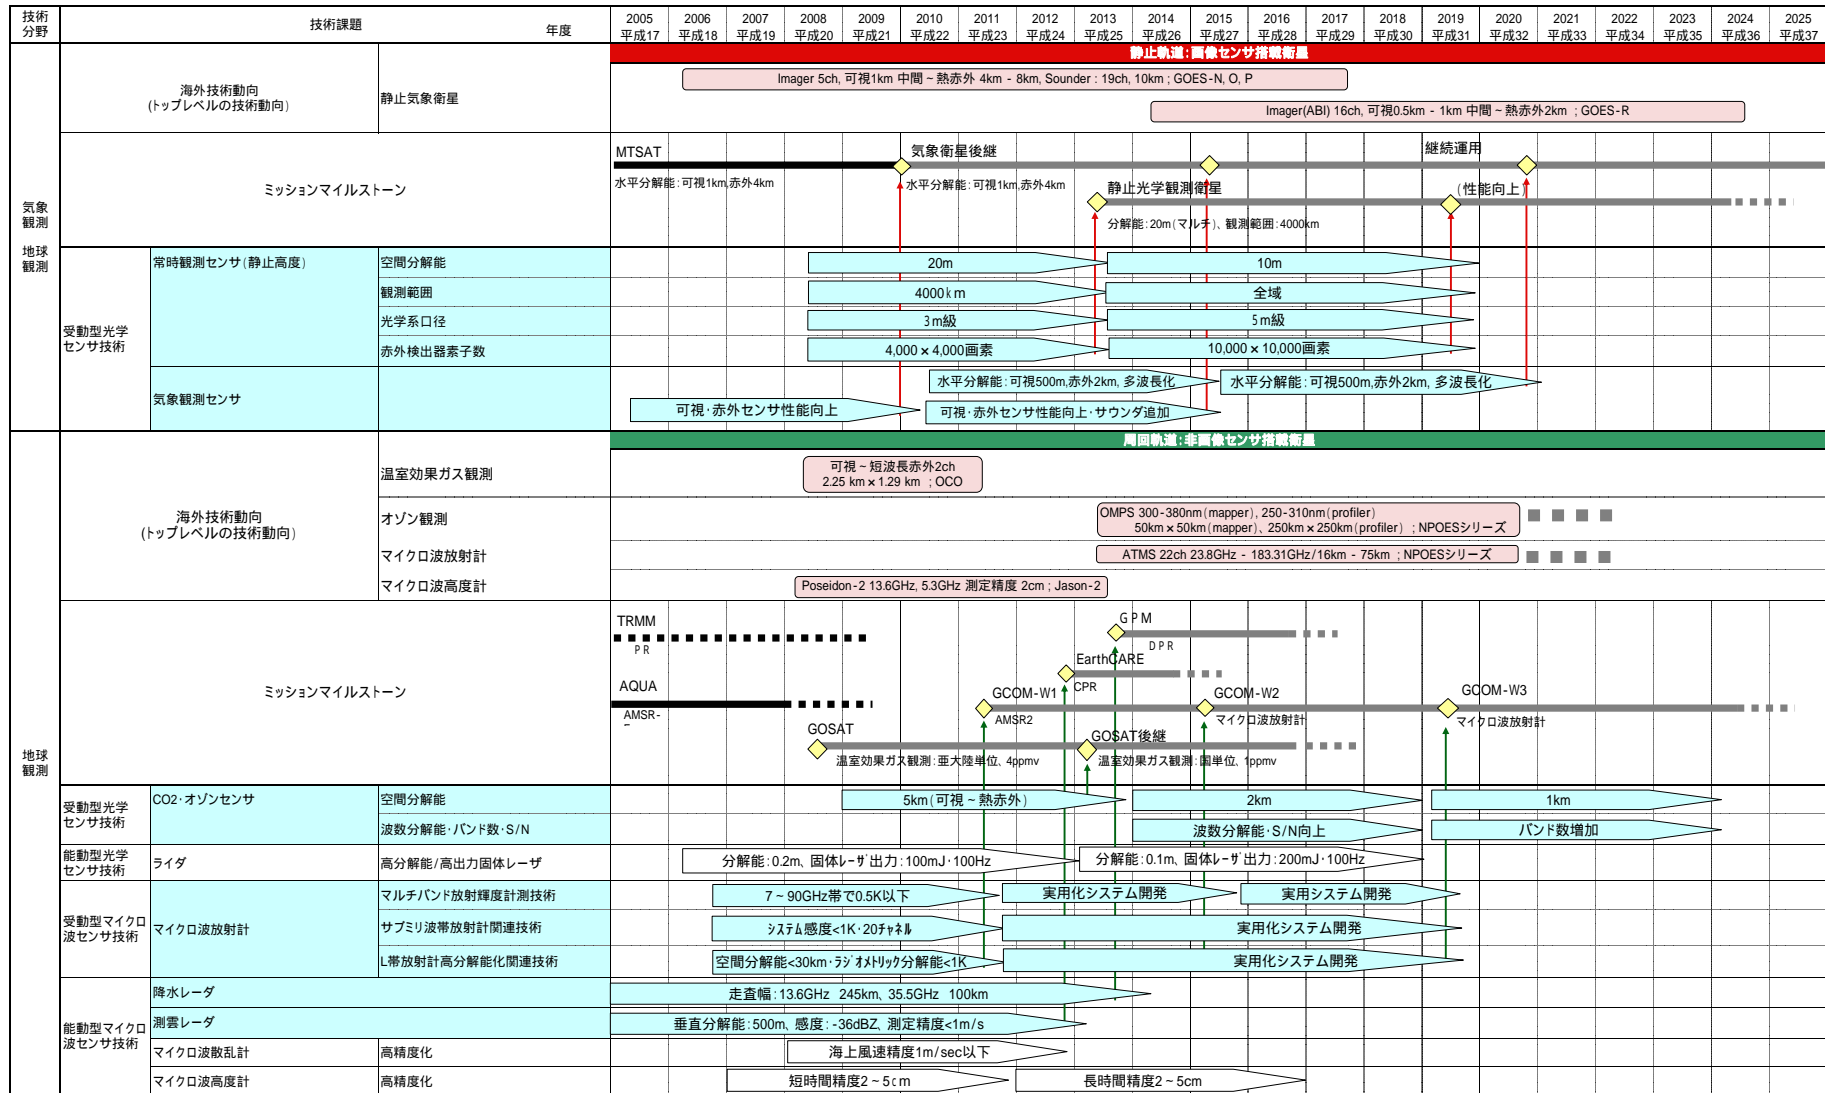 技術
分野
技術課題
年度
2005 2006 2007 2008 2009 2010 2011 2012 2013 2014 2015 2016 2017 2018 2019 2020 2021 2022 2023 2024 2025
平成17 平成18 平成19 平成20 平成21 平成22 平成23 平成24 平成25 平成26 平成27 平成28 平成29 平成30 平成31 平成32 平成33 平成34 平成35 平成36 平成37
静止軌道:画像センサ搭載衛星
気象
観測
地球
観測
海外技術動向
(トップレベルの技術動向)
静止気象衛星
Imager 5ch, 可視1km 中間~熱赤外 4km - 8km, Sounder : 19ch, 10km ; GOES-N, O, P
Imager(ABI) 16ch, 可視0.5km - 1km 中間~熱赤外2km ; GOES-R
ミッションマイルストーン
MTSAT
気象衛星後継
継続運用
水平分解能:可視1km,赤外4km
水平分解能:可視1km,赤外4km
静止光学観測衛星
(性能向上)
分解能:20m(マルチ)、観測範囲:4000km
受動型光学
センサ技術
常時観測センサ(静止高度)
空間分解能
20m
10m
観測範囲
4000km
全域
光学系口径
3m級
5m級
赤外検出器素子数
4,000×4,000画素
10,000×10,000画素
気象観測センサ
水平分解能:可視500m,赤外2km, 多波長化
水平分解能:可視500m,赤外2km, 多波長化
可視・赤外センサ性能向上
可視・赤外センサ性能向上・サウンダ追加
周回軌道:非画像センサ搭載衛星
地球
観測
海外技術動向
(トップレベルの技術動向)
温室効果ガス観測
可視~短波長赤外2ch
2.25 km×1.29 km ; OCO
オゾン観測
OMPS 300-380nm(mapper), 250-310nm(profiler)
50km×50km(mapper), 250km×250km(profiler) ; NPOESシリーズ
マイクロ波放射計
ATMS 22ch 23.8GHz - 183.31GHz/16km - 75km ; NPOESシリーズ
マイクロ波高度計
Poseidon-2 13.6GHz, 5.3GHz 測定精度 2cm ; Jason-2
ミッションマイルストーン
TRMM
PR
GPM
DPR
EarthCARE
CPR
AQUA
AMSR-
GCOM-W1
AMSR2
GCOM-W2
マイクロ波放射計
GCOM-W3
マイクロ波放射計
GOSAT
温室効果ガス観測:亜大陸単位、4ppmv
GOSAT後継
温室効果ガス観測:国単位、1ppmv
受動型光学
センサ技術
CO2・オゾンセンサ
空間分解能
5km(可視~熱赤外)
2km
1km
波数分解能・バンド数・S/N
波数分解能・S/N向上
バンド数増加
能動型光学
センサ技術
ライダ
高分解能/高出力固体レーザ
分解能:0.2m、固体レーザ出力:100mJ・100Hz
分解能:0.1m、固体レーザ出力:200mJ・100Hz
受動型マイクロ
波センサ技術
マイクロ波放射計
マルチバンド放射輝度計測技術
7~90GHz帯で0.5K以下
実用化システム開発
実用システム開発
サブミリ波帯放射計関連技術
システム感度<1K・20チャネル
実用化システム開発
L帯放射計高分解能化関連技術
空間分解能<30km・ラジオメトリック分解能<1K
実用化システム開発
能動型マイクロ
波センサ技術
降水レーダ
走査幅:13.6GHz 245km、35.5GHz 100km
測雲レーダ
垂直分解能:500m、感度: -36dBZ、測定精度<1m/s
マイクロ波散乱計
高精度化
海上風速精度1m/sec以下
マイクロ波高度計
高精度化
短時間精度2~5cm
長時間精度2~5cm